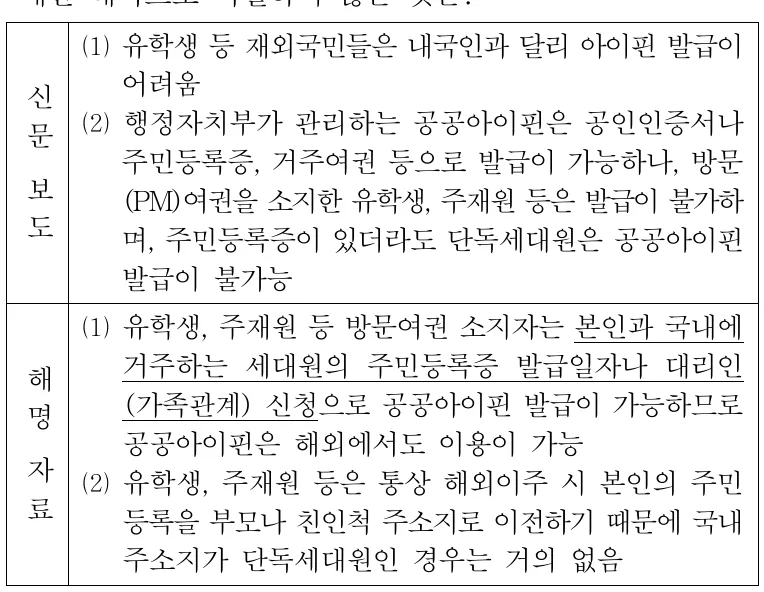 신문 보도
(1) 유학생 등 재외국민들은 내국인과 달리 아이핀 발급이
어려움
(2) 행정자치부가 관리하는 공공아이핀은 공인인증서나
주민등록증, 거주여권 등으로 발급이 가능하나, 방문
(PM)여권을 소지한 유학생, 주재원 등은 발급이 불가하
며, 주민등록증이 있더라도 단독세대원은 공공아이핀
발급이 불가능
해명 자료
(1) 유학생, 주재원 등 방문여권 소지자는 본인과 국내에
거주하는 세대원의 주민등록증 발급일자나 대리인
(가족관계) 신청으로 공공아이핀 발급이 가능하므로
공공아이핀은 해외에서도 이용이 가능
(2) 유학생, 주재원 등은 통상 해외이주 시 본인의 주민
등록을 부모나 친인척 주소지로 이전하기 때문에 국내
주소지가 단독세대원인 경우는 거의 없음